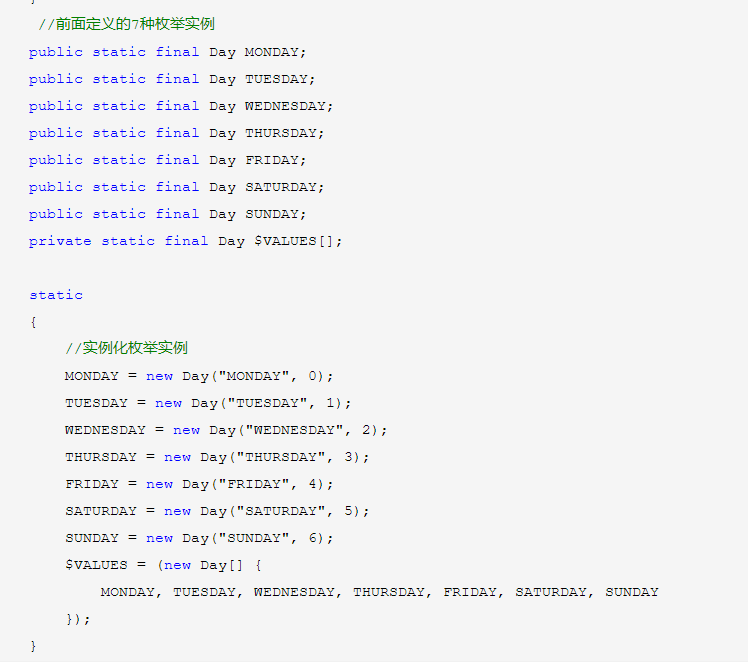 }
//前面定义的7种枚举实例
public static final Day MONDAY;
public static final Day TUESDAY;
public static final Day WEDNESDAY;
public static final Day THURSDAY;
public static final Day FRIDAY;
public static final Day SATURDAY;
public static final Day SUNDAY;
private static final Day $VALUES[];
static
{
//实例化枚举实例
MONDAY = new Day("MONDAY", 0);
TUESDAY = new Day("TUESDAY", 1);
WEDNESDAY = new Day("WEDNESDAY", 2);
THURSDAY = new Day("THURSDAY", 3);
FRIDAY = new Day("FRIDAY", 4);
SATURDAY = new Day("SATURDAY", 5);
SUNDAY = new Day("SUNDAY", 6);
$VALUES = (new Day[] {
MONDAY, TUESDAY, WEDNESDAY, THURSDAY, FRIDAY, SATURDAY, SUNDAY
});
}